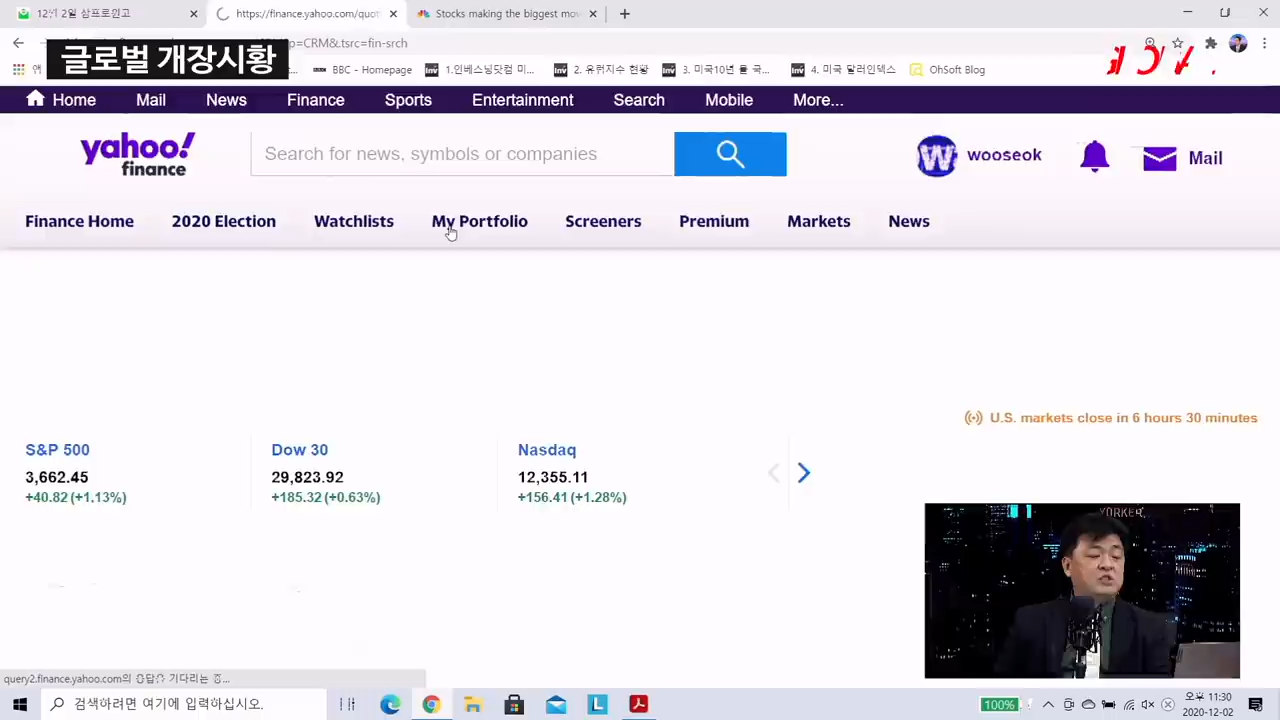 12/1 2일 삼프로원고
https://finance.yahoo.com/quot
Stocks making the biggest mov
p=CRM&tsrc=fin-srch
글로벌 개장시황
BBC - Homepage
1.인베스팅닷컴 미...
2. 유럽지수 현황
3. 미국10년 물 국...
4. 미국 달러인덱스
OhSoft Blog
Home Mail News Finance Sports Entertainment Search Mobile More...
yahoo!
finance
Search for news, symbols or companies
wooseok
Mail
Finance Home 2020 Election Watchlists My Portfolio Screeners Premium Markets News
U.S. markets close in 6 hours 30 minutes
S&P 500 Dow 30 Nasdaq
3,662.45 29,823.92 12,355.11
+40.82 (+1.13%) +185.32 (+0.63%) +156.41 (+1.28%)
YORKER
query2.finance.yahoo.com의 응답을 기다리는 중...
검색하려면 여기에 입력하십시오.
100%
오후 11:30
2020-12-02